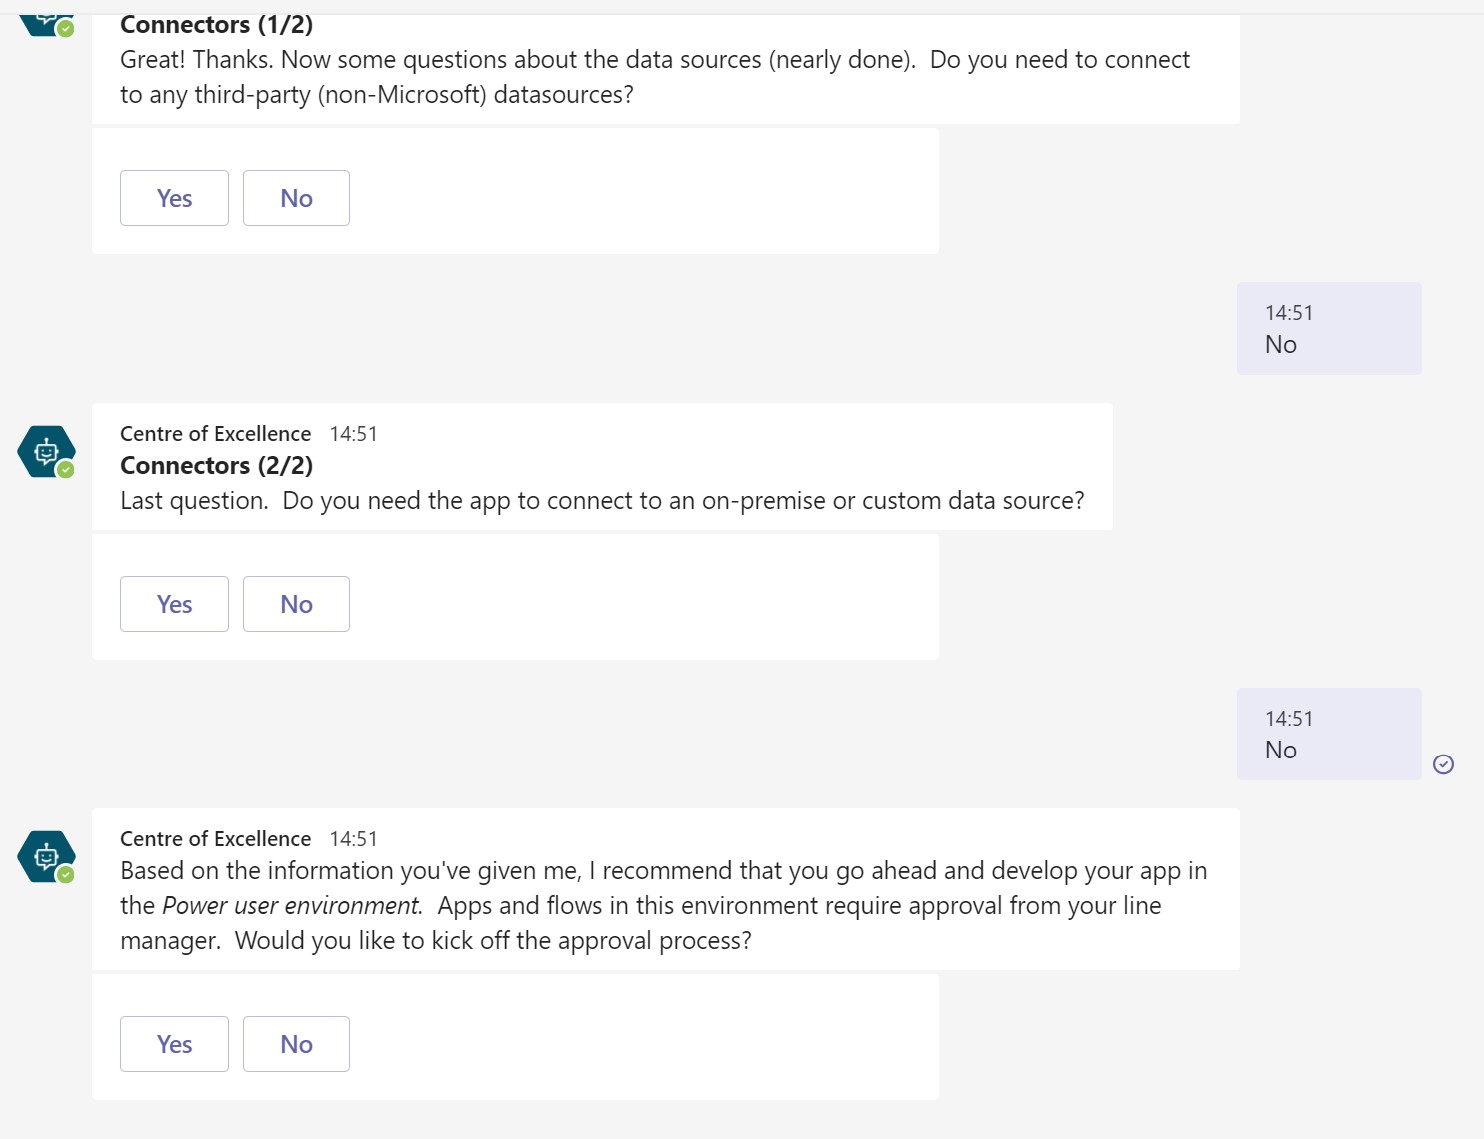 Connectors (1/2)
Great! Thanks. Now some questions about the data sources (nearly done).  Do you need to connect
to any third-party (non-Microsoft) datasources?
Yes No
14:51
No
Centre of Excellence 14:51
Connectors (2/2)
Last question.  Do you need the app to connect to an on-premise or custom data source?
Yes No
14:51
No
Centre of Excellence 14:51
Based on the information you've given me, I recommend that you go ahead and develop your app in
the Power user environment.  Apps and flows in this environment require approval from your line
manager.  Would you like to kick off the approval process?
Yes No